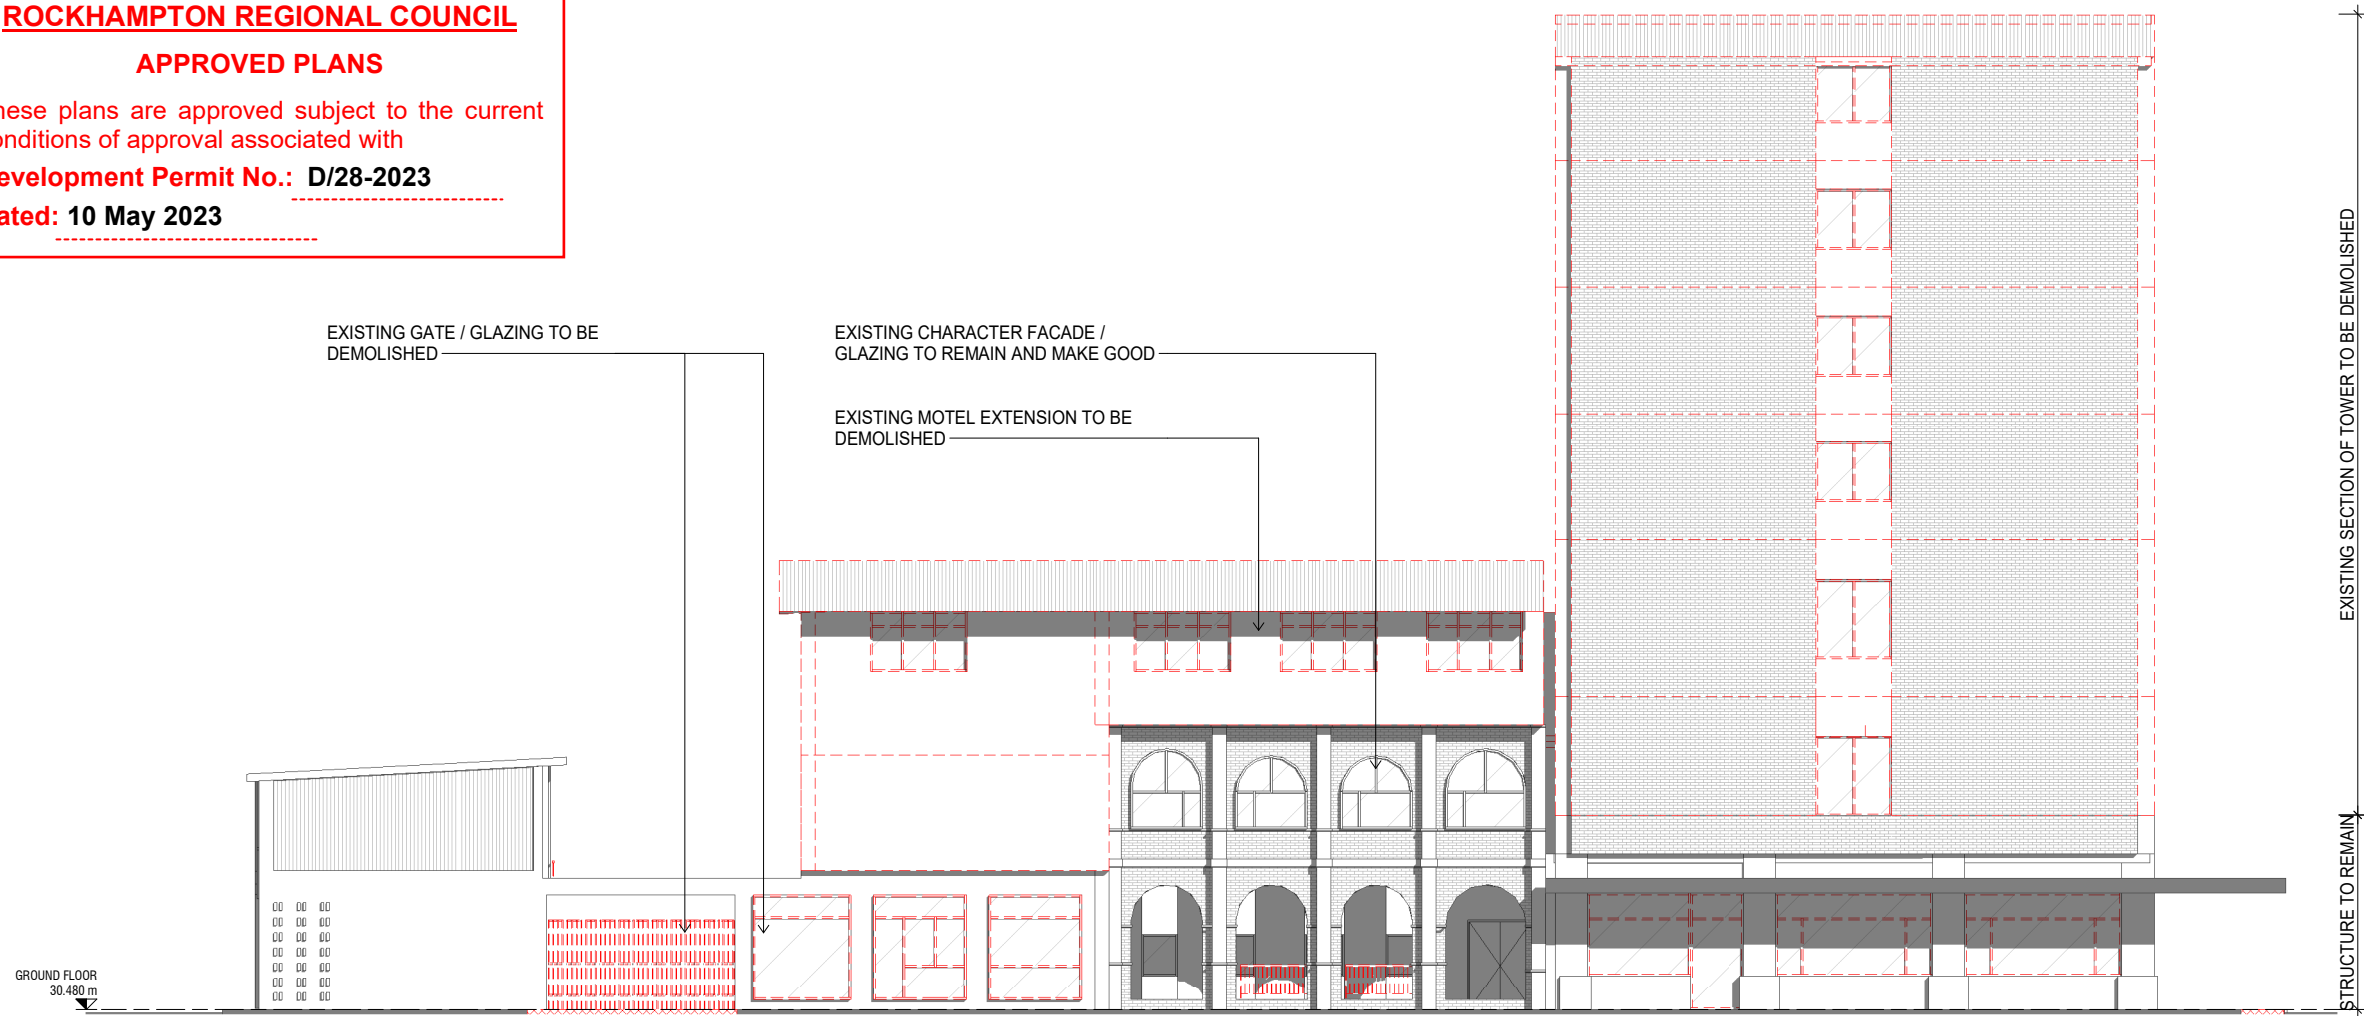 ROCKHAMPTON REGIONAL COUNCIL
APPROVED PLANS
hese plans are approved subject to the current
onditions of approval associated with
evelopment Permit No.: D/28-2023
ated: 10 May 2023
EXISTING GATE / GLAZING TO BE
DEMOLISHED
EXISTING CHARACTER FACADE /
GLAZING TO REMAIN AND MAKE GOOD
EXISTING MOTEL EXTENSION TO BE
DEMOLISHED
EXISTING SECTION OF TOWER TO BE DEMOLISHED
STRUCTURE TO REMAIN
GROUND FLOOR
30.480 m